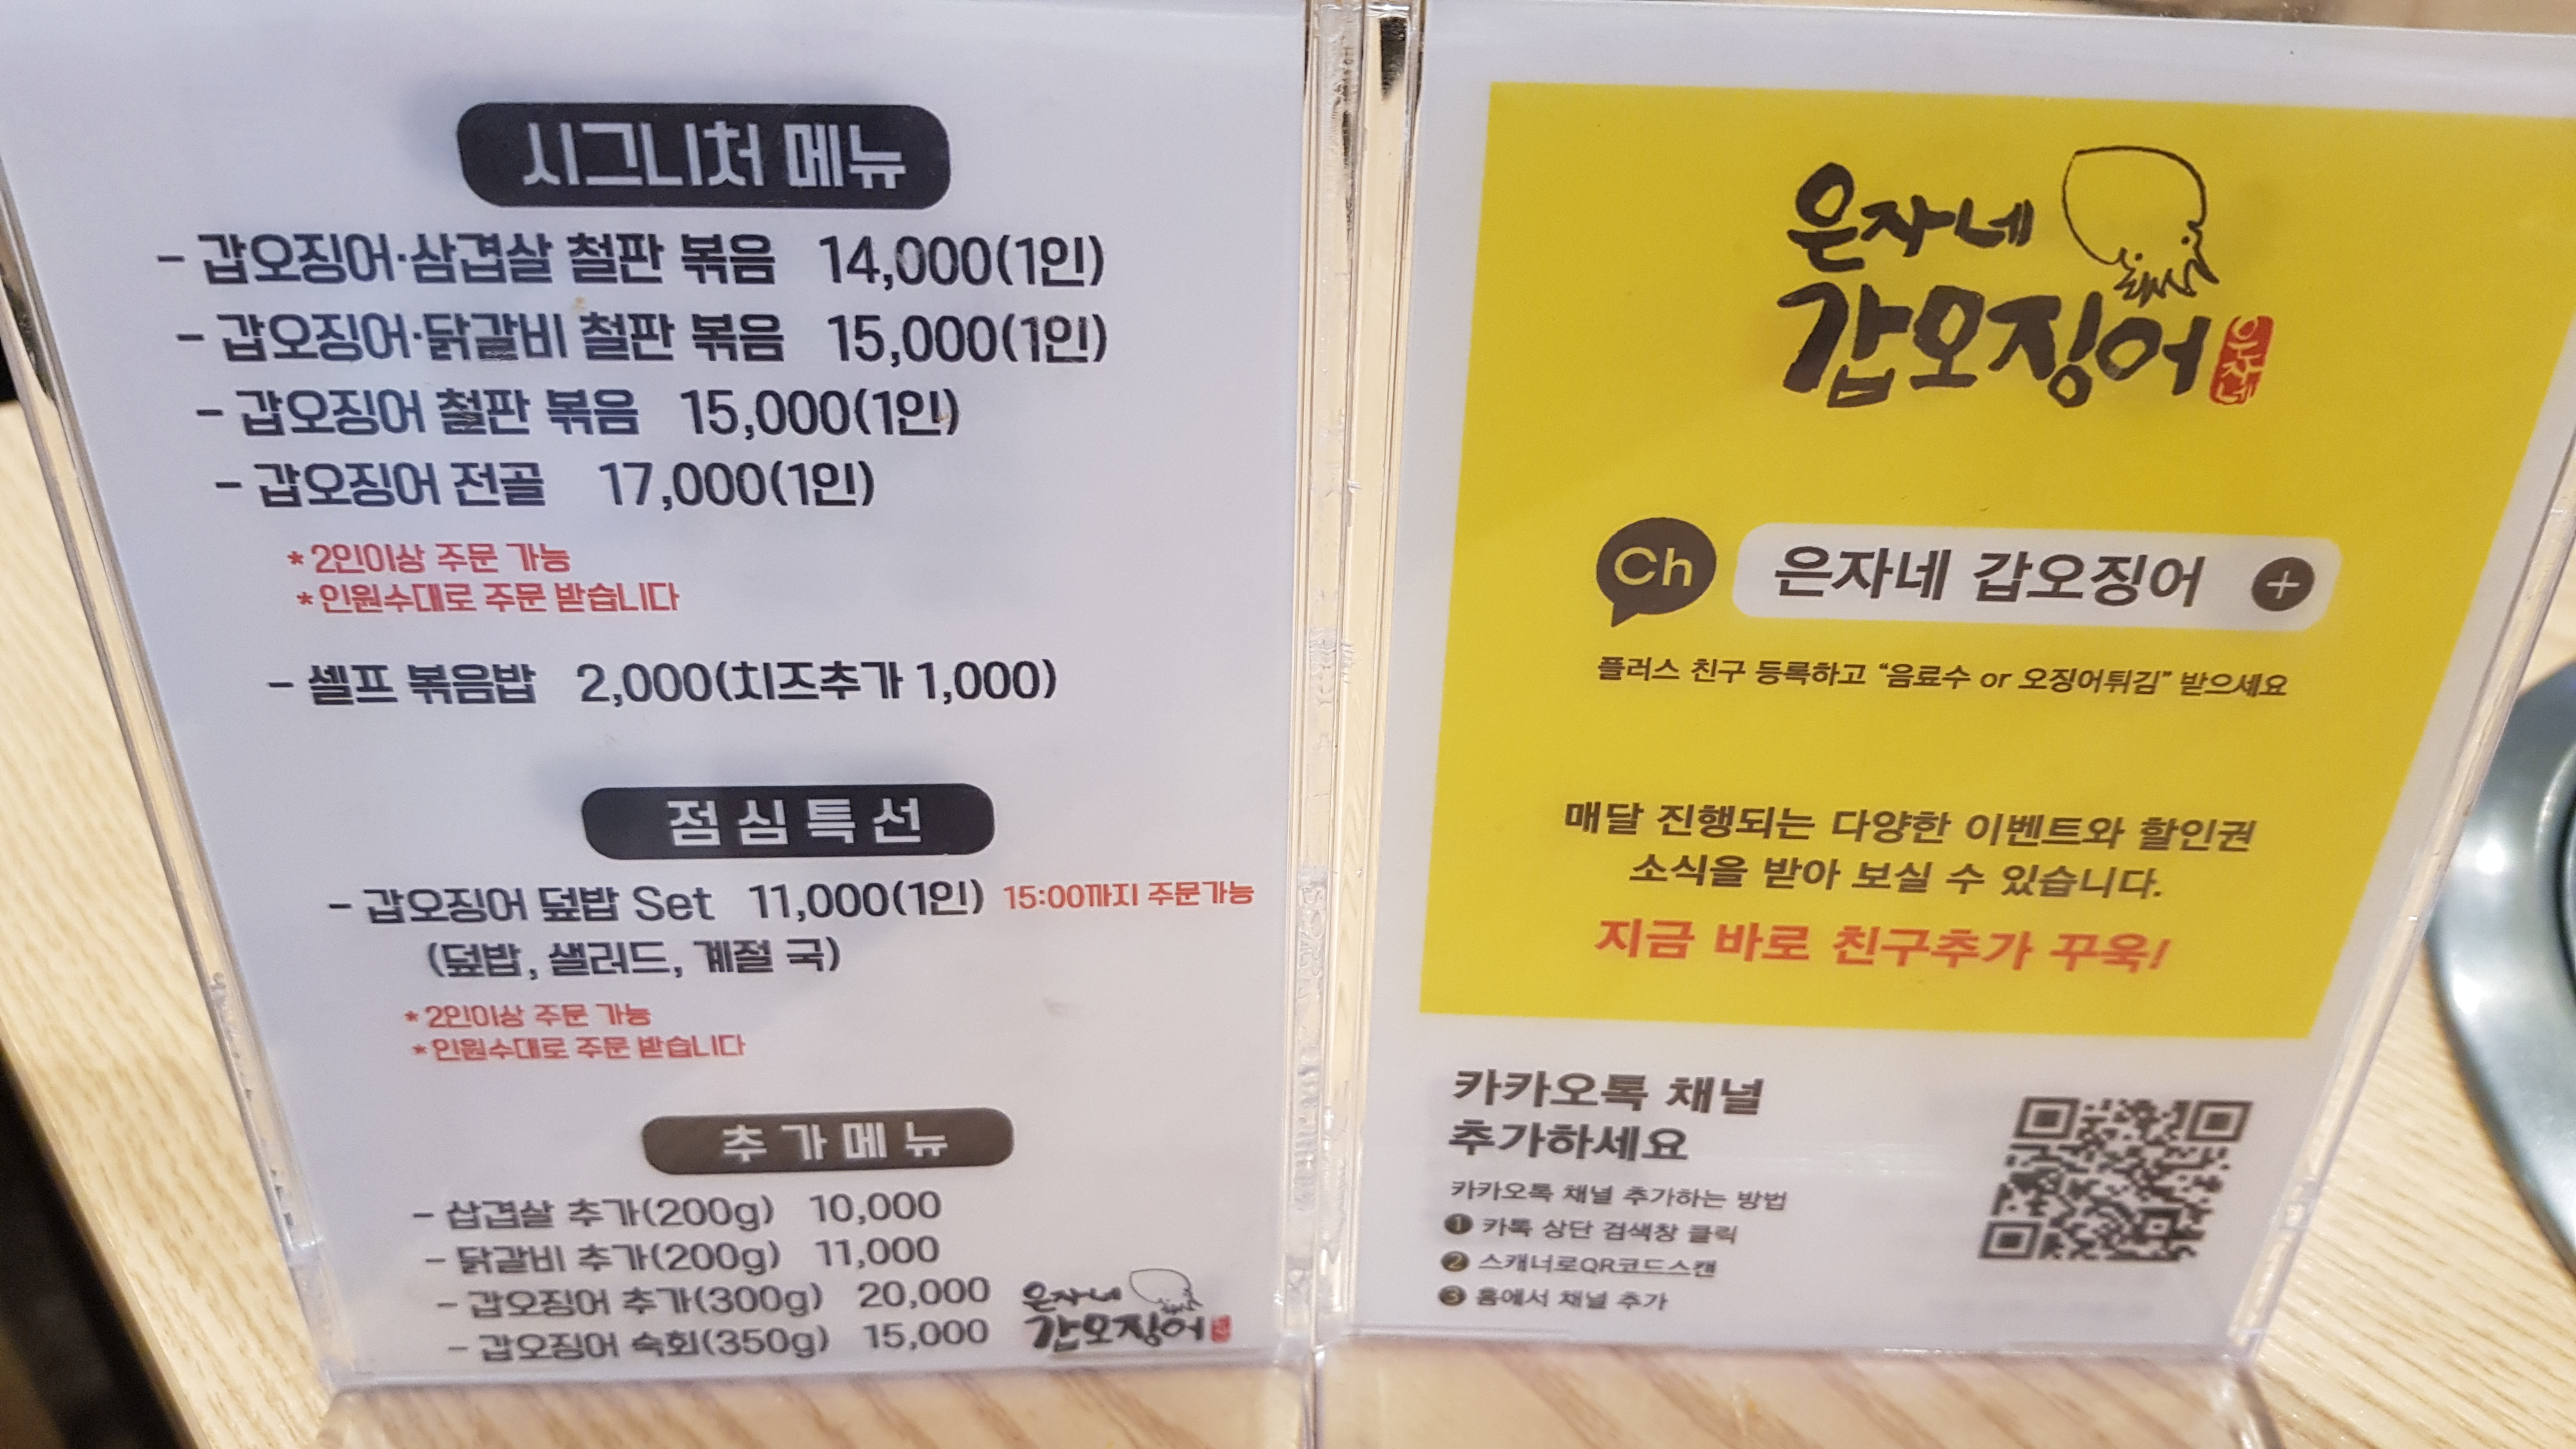 시그니처 메뉴
- 갑오징어·삼겹살 철판 볶음 14,000(1인)
- 갑오징어·닭갈비 철판 볶음 15,000(1인)
- 갑오징어 철판 볶음 15,000(1인)
- 갑오징어 전골 17,000(1인)
*2인이상 주문 가능
*인원수대로 주문 받습니다
- 셀프 볶음밥 2,000(치즈추가 1,000)
점심특선
- 갑오징어 덮밥 Set 11,000(1인) 15:00까지 주문가능
(덮밥, 샐러드, 계절 국)
*2인이상 주문 가능
*인원수대로 주문 받습니다
추가메뉴
- 삼겹살 추가(200g) 10,000
- 닭갈비 추가(200g) 11,000
- 갑오징어 추가(300g) 20,000
- 갑오징어 숙회(350g) 15,000
은자네
갑오징어
은자네
갑오징어
은자네
Ch 은자네 갑오징어 +
플러스 친구 등록하고 “음료수 or 오징어튀김” 받으세요
매달 진행되는 다양한 이벤트와 할인권
소식을 받아 보실 수 있습니다.
지금 바로 친구추가 꾸욱!
카카오톡 채널
추가하세요
카카오톡 채널 추가하는 방법
1 카톡 상단 검색창 클릭
2 스캐너로QR코드스캔
3 홈에서 채널 추가